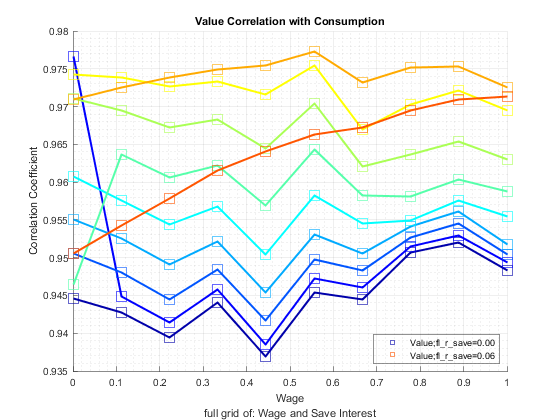 Value Correlation with Consumption
0.98
0.975
0.97
0.965
0.96
0.955
0.95
0.945
0.94
0.935
Correlation Coefficient
0 0.1 0.2 0.3 0.4 0.5 0.6 0.7 0.8 0.9 1
Wage
full grid of: Wage and Save Interest
Value;fl_r_save=0.00
Value;fl_r_save=0.06